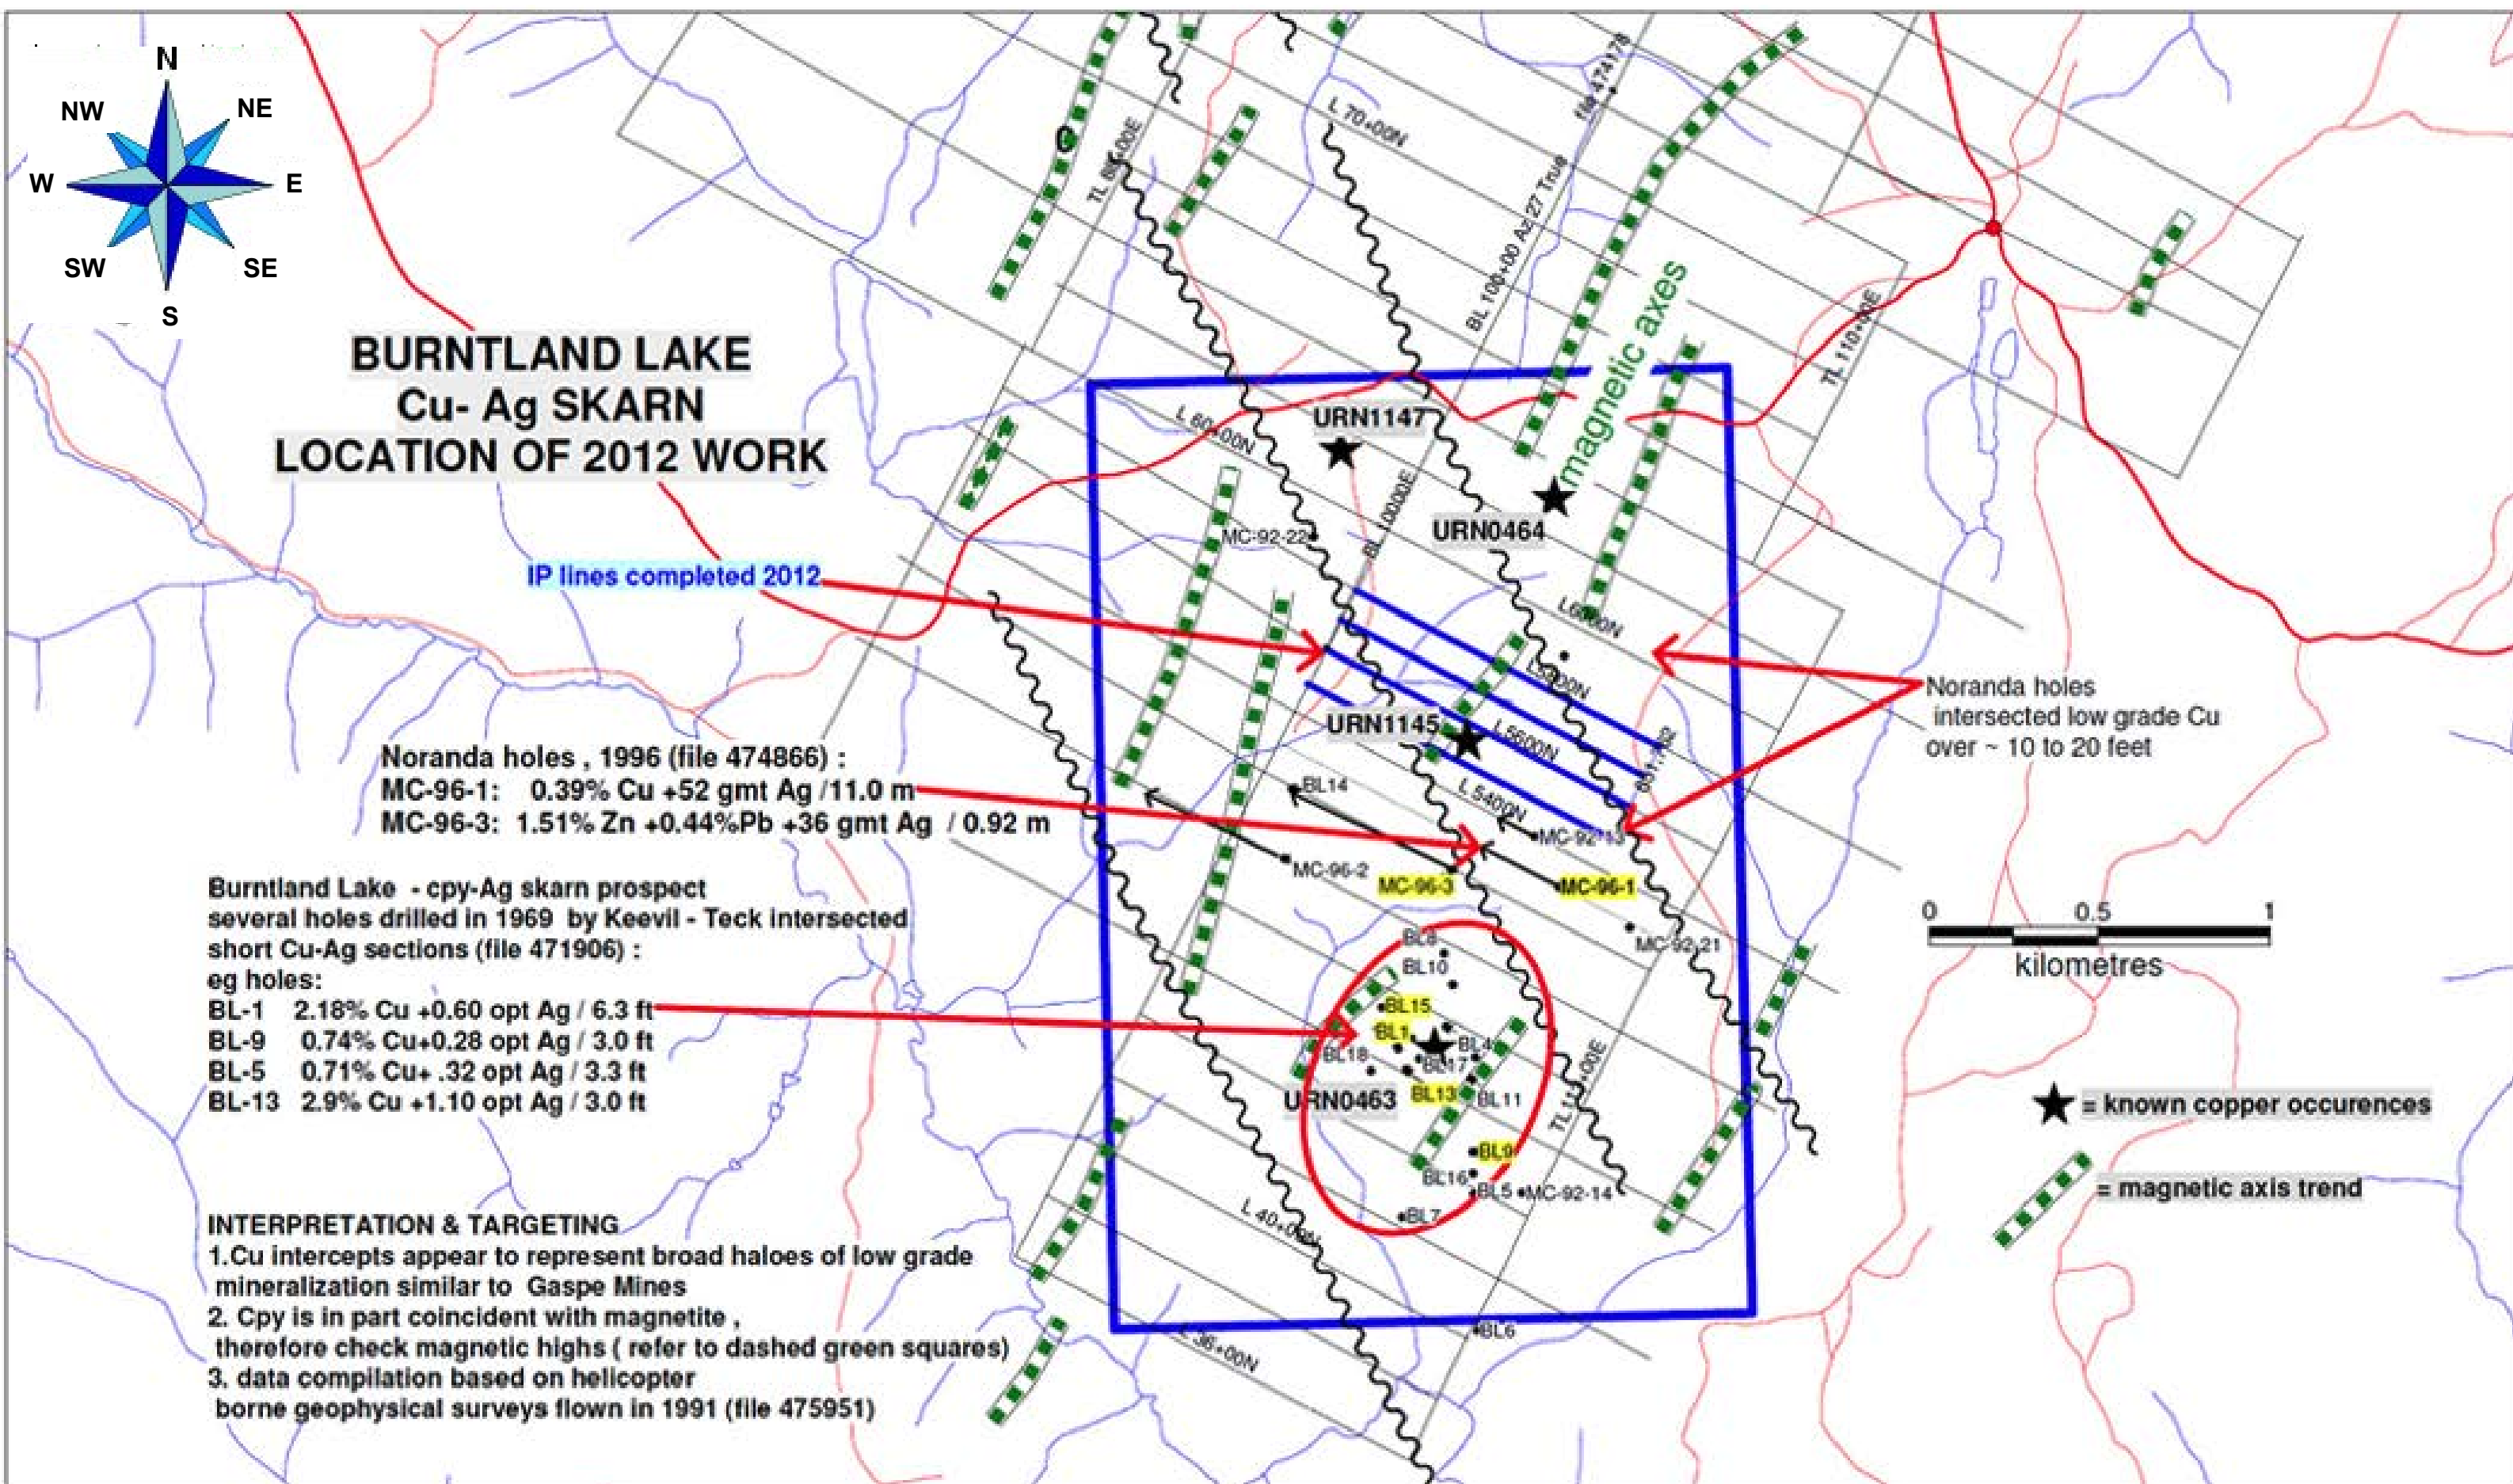 N
NW
NE
W
E
SW
SE
S
BURNTLAND LAKE
Cu- Ag SKARN
LOCATION OF 2012 WORK
L 70+00N
file 474178
BL 100+00 Az 27 True
magnetic axes
TL 110+00E
URN1147
L 60+00N
BL 10000E
URN0464
MC-92-22
IP lines completed 2012
L6000N
L5800N
Noranda holes
intersected low grade Cu
over ~ 10 to 20 feet
URN1145
L5600N
Noranda holes , 1996 (file 474866) :
MC-96-1: 0.39% Cu +52 gmt Ag /11.0 m
MC-96-3: 1.51% Zn +0.44%Pb +36 gmt Ag / 0.92 m
BL14
L 5400N
MC-92-13
MC-96-2
MC-96-3
MC-96-1
MC-92-21
0 0.5 1
kilometres
Burntland Lake - cpy-Ag skarn prospect
several holes drilled in 1969 by Keevil - Teck intersected
short Cu-Ag sections (file 471906) :
eg holes:
BL-1 2.18% Cu +0.60 opt Ag / 6.3 ft
BL-9 0.74% Cu+0.28 opt Ag / 3.0 ft
BL-5 0.71% Cu+ .32 opt Ag / 3.3 ft
BL-13 2.9% Cu +1.10 opt Ag / 3.0 ft
BL8
BL10
BL15
BL1
BL4
BL18
BL17
BL13
BL11
URN0463
BL9
BL16
BL5
MC-92-14
BL7
L 40+00N
BL6
L 36+00N
= known copper occurences
= magnetic axis trend
INTERPRETATION & TARGETING
1.Cu intercepts appear to represent broad haloes of low grade
mineralization similar to Gaspe Mines
2. Cpy is in part coincident with magnetite ,
therefore check magnetic highs ( refer to dashed green squares)
3. data compilation based on helicopter
borne geophysical surveys flown in 1991 (file 475951)